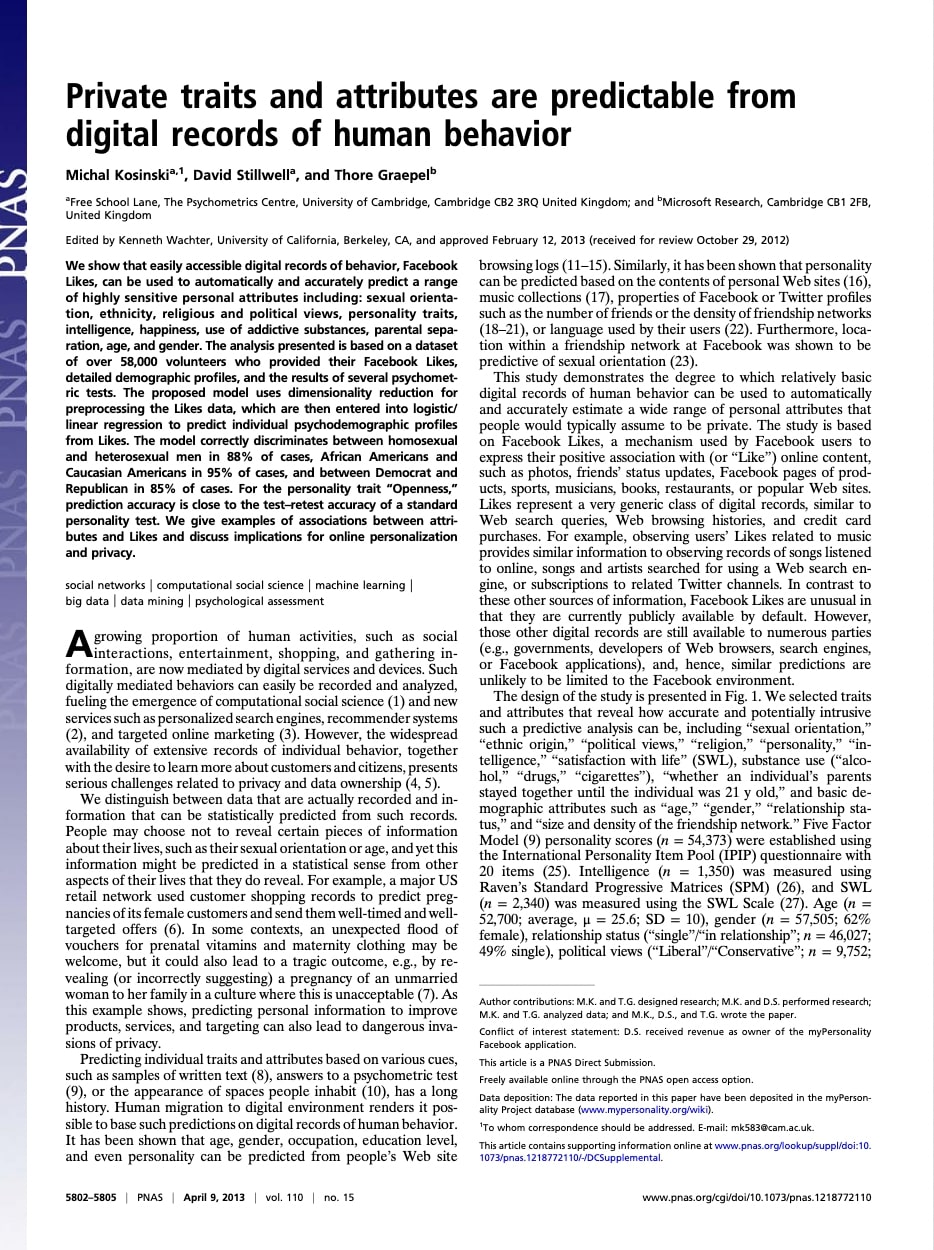 Private traits and attributes are predictable from
digital records of human behavior
Michal Kosinskia,1, David Stillwella, and Thore Graepelb
aFree School Lane, The Psychometrics Centre, University of Cambridge, Cambridge CB2 3RQ United Kingdom; and bMicrosoft Research, Cambridge CB1 2FB,
United Kingdom
Edited by Kenneth Wachter, University of California, Berkeley, CA, and approved February 12, 2013 (received for review October 29, 2012)
We show that easily accessible digital records of behavior, Facebook
Likes, can be used to automatically and accurately predict a range
of highly sensitive personal attributes including: sexual orienta-
tion, ethnicity, religious and political views, personality traits,
intelligence, happiness, use of addictive substances, parental sepa-
ration, age, and gender. The analysis presented is based on a dataset
of over 58,000 volunteers who provided their Facebook Likes,
detailed demographic profiles, and the results of several psychomet-
ric tests. The proposed model uses dimensionality reduction for
preprocessing the Likes data, which are then entered into logistic/
linear regression to predict individual psychodemographic profiles
from Likes. The model correctly discriminates between homosexual
and heterosexual men in 88% of cases, African Americans and
Caucasian Americans in 95% of cases, and between Democrat and
Republican in 85% of cases. For the personality trait “Openness,”
prediction accuracy is close to the test–retest accuracy of a standard
personality test. We give examples of associations between attri-
butes and Likes and discuss implications for online personalization
and privacy.
social networks | computational social science | machine learning |
big data | data mining | psychological assessment
A growing proportion of human activities, such as social
interactions, entertainment, shopping, and gathering in-
formation, are now mediated by digital services and devices. Such
digitally mediated behaviors can easily be recorded and analyzed,
fueling the emergence of computational social science (1) and new
services such as personalized search engines, recommender systems
(2), and targeted online marketing (3). However, the widespread
availability of extensive records of individual behavior, together
with the desire to learn more about customers and citizens, presents
serious challenges related to privacy and data ownership (4, 5).
We distinguish between data that are actually recorded and in-
formation that can be statistically predicted from such records.
People may choose not to reveal certain pieces of information
about their lives, such as their sexual orientation or age, and yet this
information might be predicted in a statistical sense from other
aspects of their lives that they do reveal. For example, a major US
retail network used customer shopping records to predict preg-
nancies of its female customers and send them well-timed and well-
targeted offers (6). In some contexts, an unexpected flood of
vouchers for prenatal vitamins and maternity clothing may be
welcome, but it could also lead to a tragic outcome, e.g., by re-
vealing (or incorrectly suggesting) a pregnancy of an unmarried
woman to her family in a culture where this is unacceptable (7). As
this example shows, predicting personal information to improve
products, services, and targeting can also lead to dangerous inva-
sions of privacy.
Predicting individual traits and attributes based on various cues,
such as samples of written text (8), answers to a psychometric test
(9), or the appearance of spaces people inhabit (10), has a long
history. Human migration to digital environment renders it pos-
sible to base such predictions on digital records of human behavior.
It has been shown that age, gender, occupation, education level,
and even personality can be predicted from people’s Web site
browsing logs (11–15). Similarly, it has been shown that personality
can be predicted based on the contents of personal Web sites (16),
music collections (17), properties of Facebook or Twitter profiles
such as the number of friends or the density of friendship networks
(18–21), or language used by their users (22). Furthermore, loca-
tion within a friendship network at Facebook was shown to be
predictive of sexual orientation (23).
This study demonstrates the degree to which relatively basic
digital records of human behavior can be used to automatically
and accurately estimate a wide range of personal attributes that
people would typically assume to be private. The study is based
on Facebook Likes, a mechanism used by Facebook users to
express their positive association with (or “Like”) online content,
such as photos, friends’ status updates, Facebook pages of prod-
ucts, sports, musicians, books, restaurants, or popular Web sites.
Likes represent a very generic class of digital records, similar to
Web search queries, Web browsing histories, and credit card
purchases. For example, observing users’ Likes related to music
provides similar information to observing records of songs listened
to online, songs and artists searched for using a Web search en-
gine, or subscriptions to related Twitter channels. In contrast to
these other sources of information, Facebook Likes are unusual in
that they are currently publicly available by default. However,
those other digital records are still available to numerous parties
(e.g., governments, developers of Web browsers, search engines,
or Facebook applications), and, hence, similar predictions are
unlikely to be limited to the Facebook environment.
The design of the study is presented in Fig. 1. We selected traits
and attributes that reveal how accurate and potentially intrusive
such a predictive analysis can be, including “sexual orientation,”
“ethnic origin,” “political views,” “religion,” “personality,” “in-
telligence,” “satisfaction with life” (SWL), substance use (“alco-
hol,” “drugs,” “cigarettes”), “whether an individual’s parents
stayed together until the individual was 21 y old,” and basic de-
mographic attributes such as “age,” “gender,” “relationship sta-
tus,” and “size and density of the friendship network.” Five Factor
Model (9) personality scores (n = 54,373) were established using
the International Personality Item Pool (IPIP) questionnaire with
20 items (25). Intelligence (n = 1,350) was measured using
Raven’s Standard Progressive Matrices (SPM) (26), and SWL
(n = 2,340) was measured using the SWL Scale (27). Age (n =
52,700; average, μ = 25.6; SD = 10), gender (n = 57,505; 62%
female), relationship status (“single”/“in relationship”; n = 46,027;
49% single), political views (“Liberal”/“Conservative”; n = 9,752;
Author contributions: M.K. and T.G. designed research; M.K. and D.S. performed research;
M.K. and T.G. analyzed data; and M.K., D.S., and T.G. wrote the paper.
Conflict of interest statement: D.S. received revenue as owner of the myPersonality
Facebook application.
This article is a PNAS Direct Submission.
Freely available online through the PNAS open access option.
Data deposition: The data reported in this paper have been deposited in the myPerson-
ality Project database (www.mypersonality.org/wiki).
1To whom correspondence should be addressed. E-mail: mk583@cam.ac.uk.
This article contains supporting information online at www.pnas.org/lookup/suppl/doi:10.
1073/pnas.1218772110/-/DCSupplemental.
5802–5805 | PNAS | April 9, 2013 | vol. 110 | no. 15
www.pnas.org/cgi/doi/10.1073/pnas.1218772110
PNAS
PNAS
PNAS
PNAS
PNAS